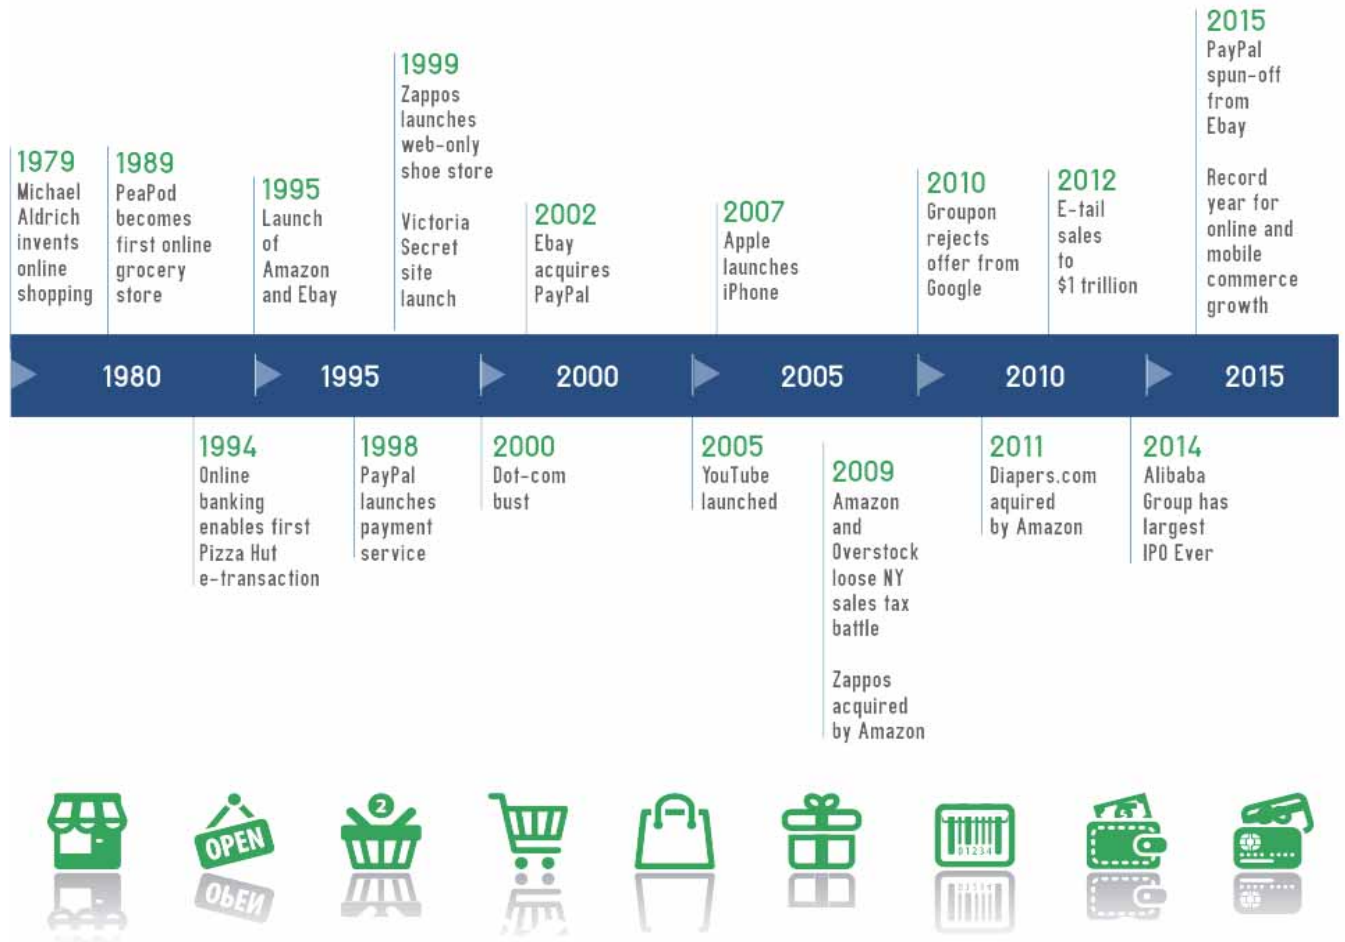 1979
Michael
Aldrich
invents
online
shopping
1989
PeaPod
becomes
first online
grocery
store
1995
Launch
of
Amazon
and Ebay
1999
Zappos
launches
web-only
shoe store
Victoria
Secret
site
launch
2002
Ebay
acquires
PayPal
2007
Apple
launches
iPhone
2010
Groupon
rejects
offer from
Google
2012
E-tail
sales
to
$1 trillion
2015
PayPal
spun-off
from
Ebay
Record
year for
online and
mobile
commerce
growth
1980
1995
2000
2005
2010
2015
1994
Online
banking
enables first
Pizza Hut
e-transaction
1998
PayPal
launches
payment
service
2000
Dot-com
bust
2005
YouTube
launched
2009
Amazon
and
Overstock
loose NY
sales tax
battle
Zappos
acquired
by Amazon
2011
Diapers.com
aquired
by Amazon
2014
Alibaba
Group has
largest
IPO Ever
OPEN
2
01234